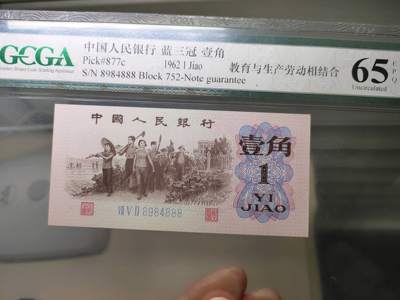 GCGA
中国人民银行 蓝三冠 壹角
Pick#877c 1962 1 Jiao 教育与生产劳动相结合
S/N 8984888 Block 752-Note guarantee
65 EPQ
Uncirculated
中國人民銀行
壹角
1
YI
JIAO
ⅧⅤⅡ 8984888